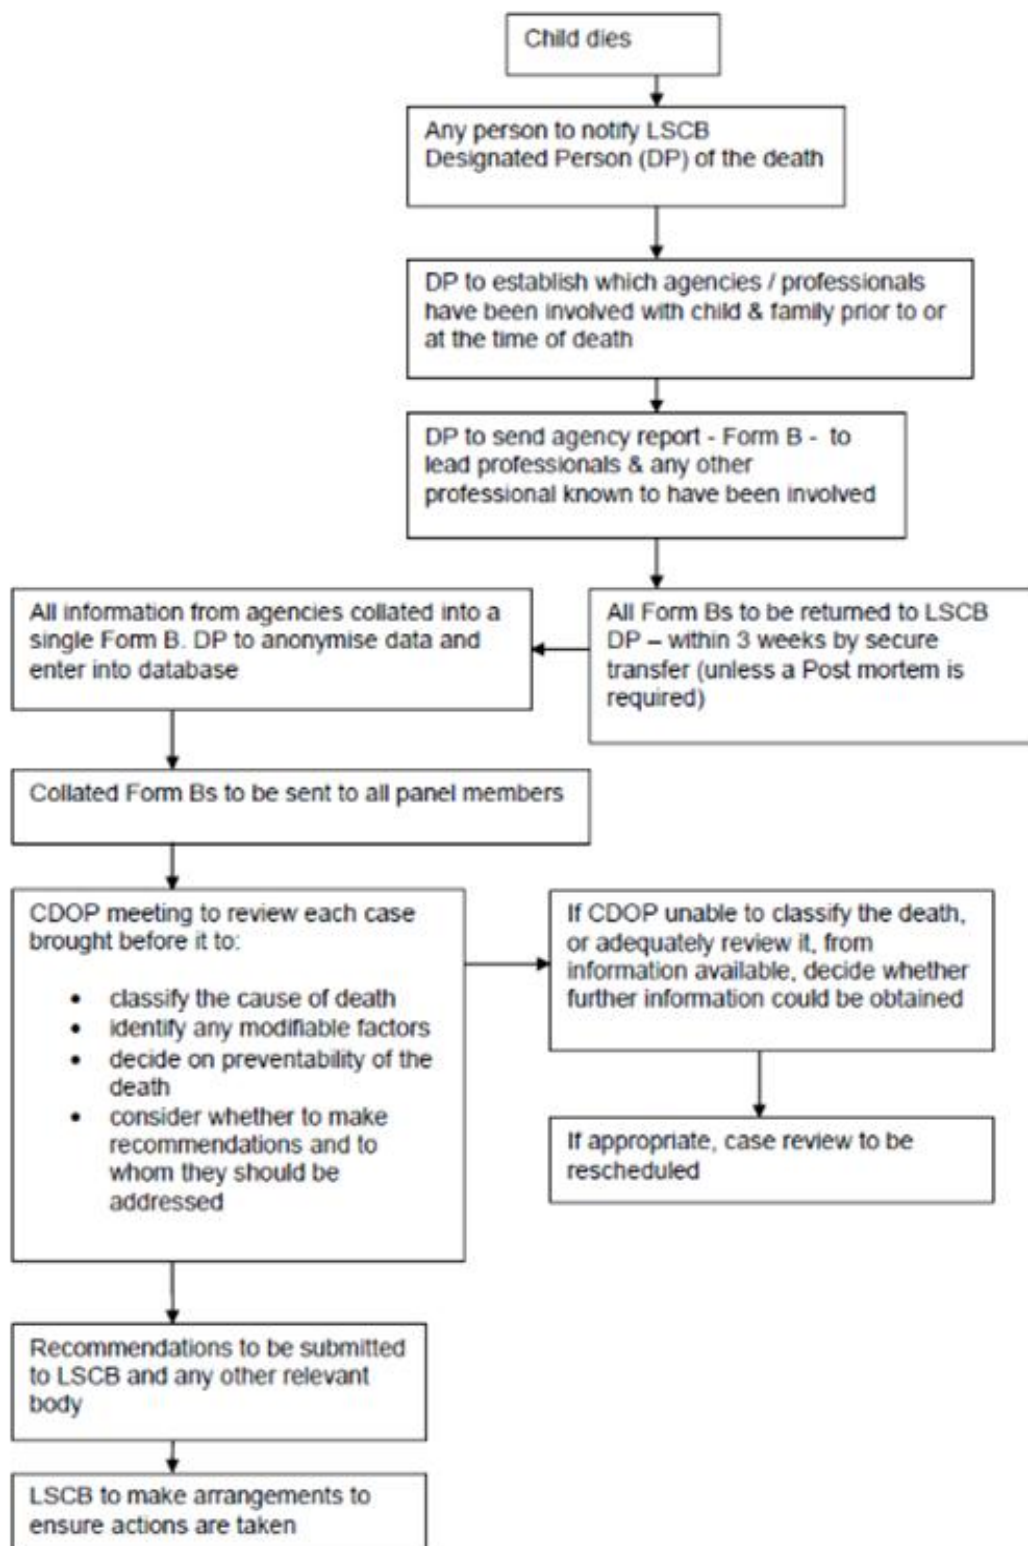 Child dies
Any person to notify LSCB
Designated Person (DP) of the death
DP to establish which agencies / professionals
have been involved with child & family prior to or
at the time of death
DP to send agency report - Form B - to
lead professionals & any other
professional known to have been involved
All Form Bs to be returned to LSCB
DP – within 3 weeks by secure
transfer (unless a Post mortem is
required)
All information from agencies collated into a
single Form B. DP to anonymise data and
enter into database
Collated Form Bs to be sent to all panel members
CDOP meeting to review each case
brought before it to:
• classify the cause of death
• identify any modifiable factors
• decide on preventability of the
death
• consider whether to make
recommendations and to
whom they should be
addressed
If CDOP unable to classify the death,
or adequately review it, from
information available, decide whether
further information could be obtained
If appropriate, case review to be
rescheduled
Recommendations to be submitted
to LSCB and any other relevant
body
LSCB to make arrangements to
ensure actions are taken